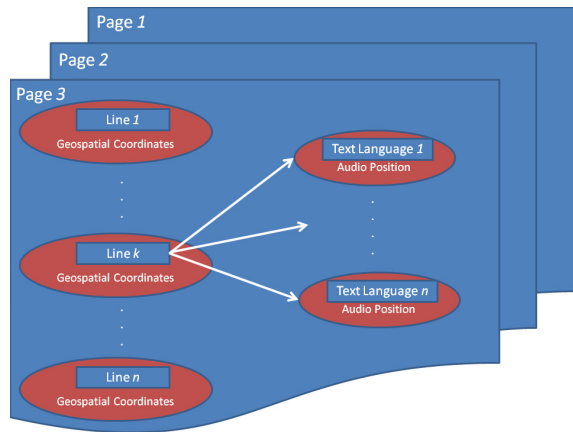 Page 1
Page 2
Page 3
Line 1
Geospatial Coordinates
Text Language 1
Audio Position
.
.
.
.
.
.
.
Line k
Geospatial Coordinates
Text Language n
Audio Position
.
.
.
Line n
Geospatial Coordinates